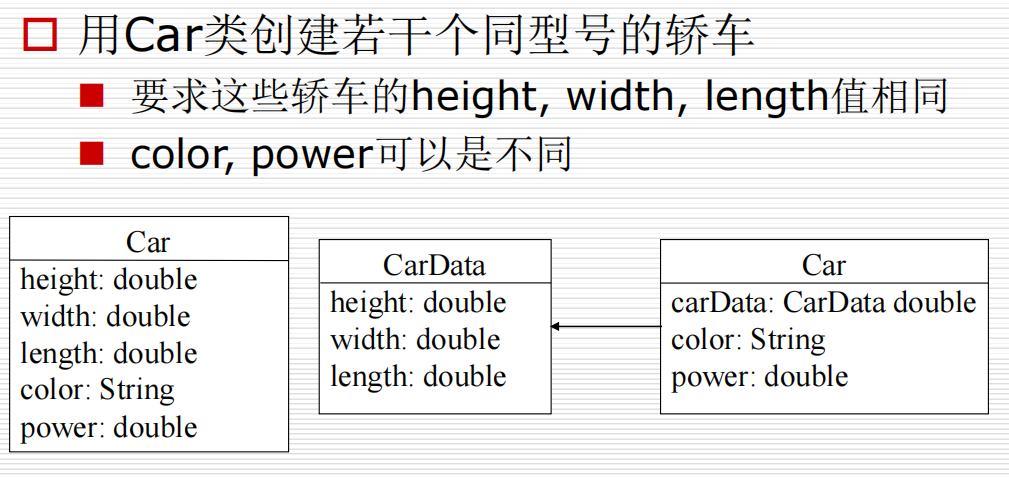 用Car类创建若干个同型号的轿车
要求这些轿车的height, width, length值相同
color, power可以是不同
Car
height: double
width: double
length: double
color: String
power: double
CarData
height: double
width: double
length: double
Car
carData: CarData double
color: String
power: double